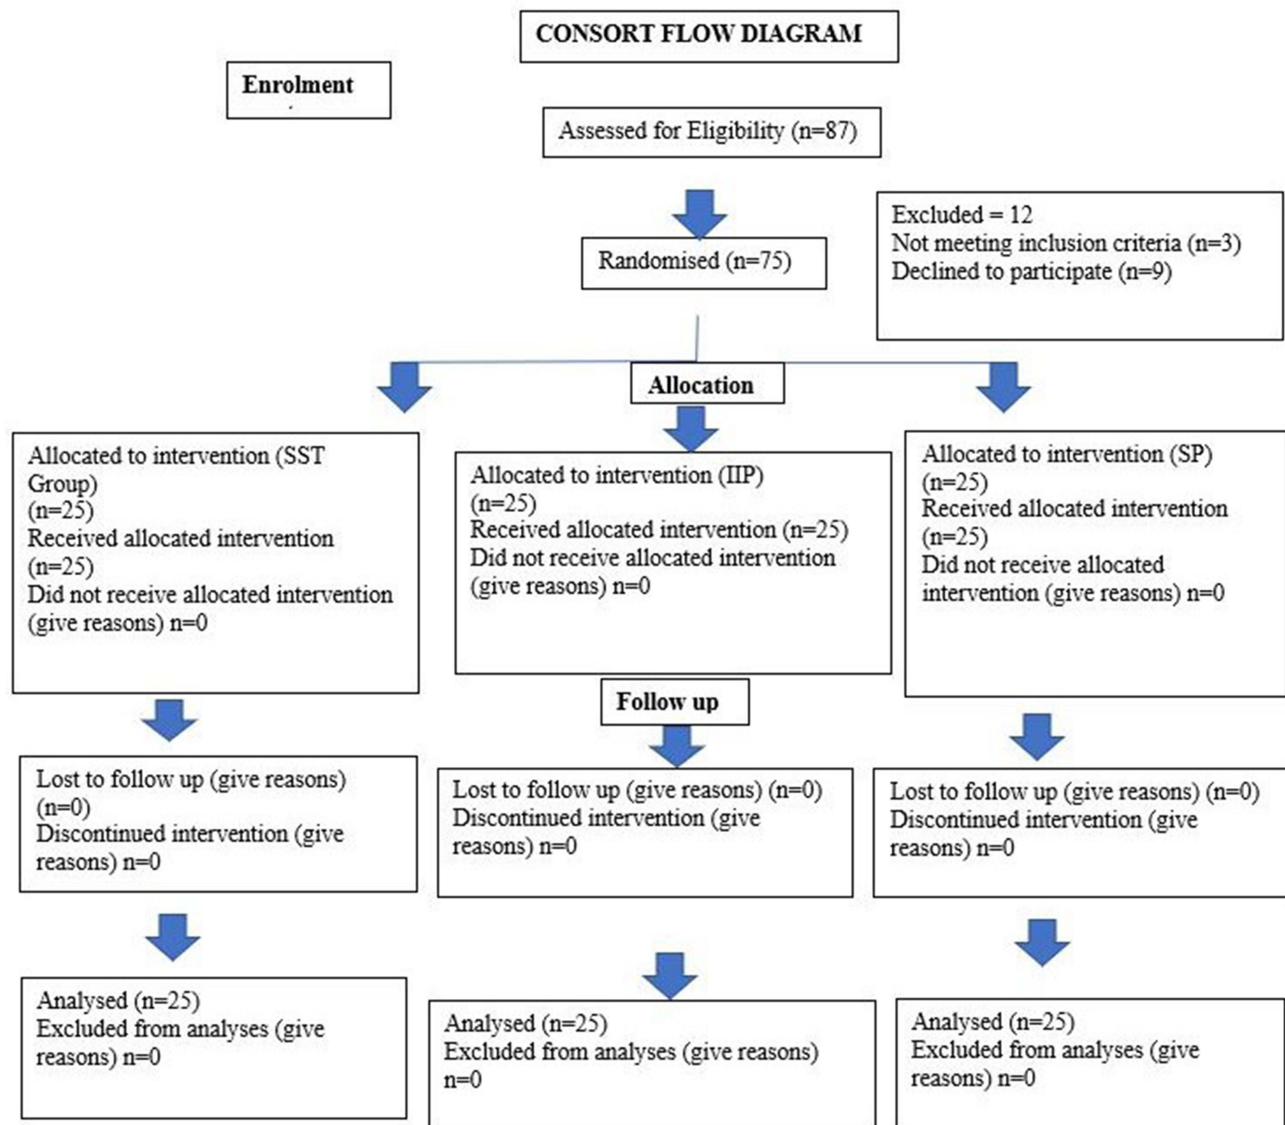 CONSORT FLOW DIAGRAM
Enrolment
Assessed for Eligibility (n=87)
Excluded = 12
Not meeting inclusion criteria (n=3)
Declined to participate (n=9)
Randomised (n=75)
Allocation
Allocated to intervention (SST
Group)
(n=25)
Received allocated intervention
(n=25)
Did not receive allocated intervention
(give reasons) n=0
Allocated to intervention (IIP)
(n=25)
Received allocated intervention (n=25)
Did not receive allocated intervention
(give reasons) n=0
Allocated to intervention (SP)
(n=25)
Received allocated intervention
(n=25)
Did not receive allocated
intervention (give reasons) n=0
Follow up
Lost to follow up (give reasons)
(n=0)
Discontinued intervention (give
reasons) n=0
Lost to follow up (give reasons) (n=0)
Discontinued intervention (give
reasons) n=0
Lost to follow up (give reasons) (n=0)
Discontinued intervention (give
reasons) n=0
Analysed (n=25)
Excluded from analyses (give
reasons) n=0
Analysed (n=25)
Excluded from analyses (give reasons)
n=0
Analysed (n=25)
Excluded from analyses (give
reasons) n=0